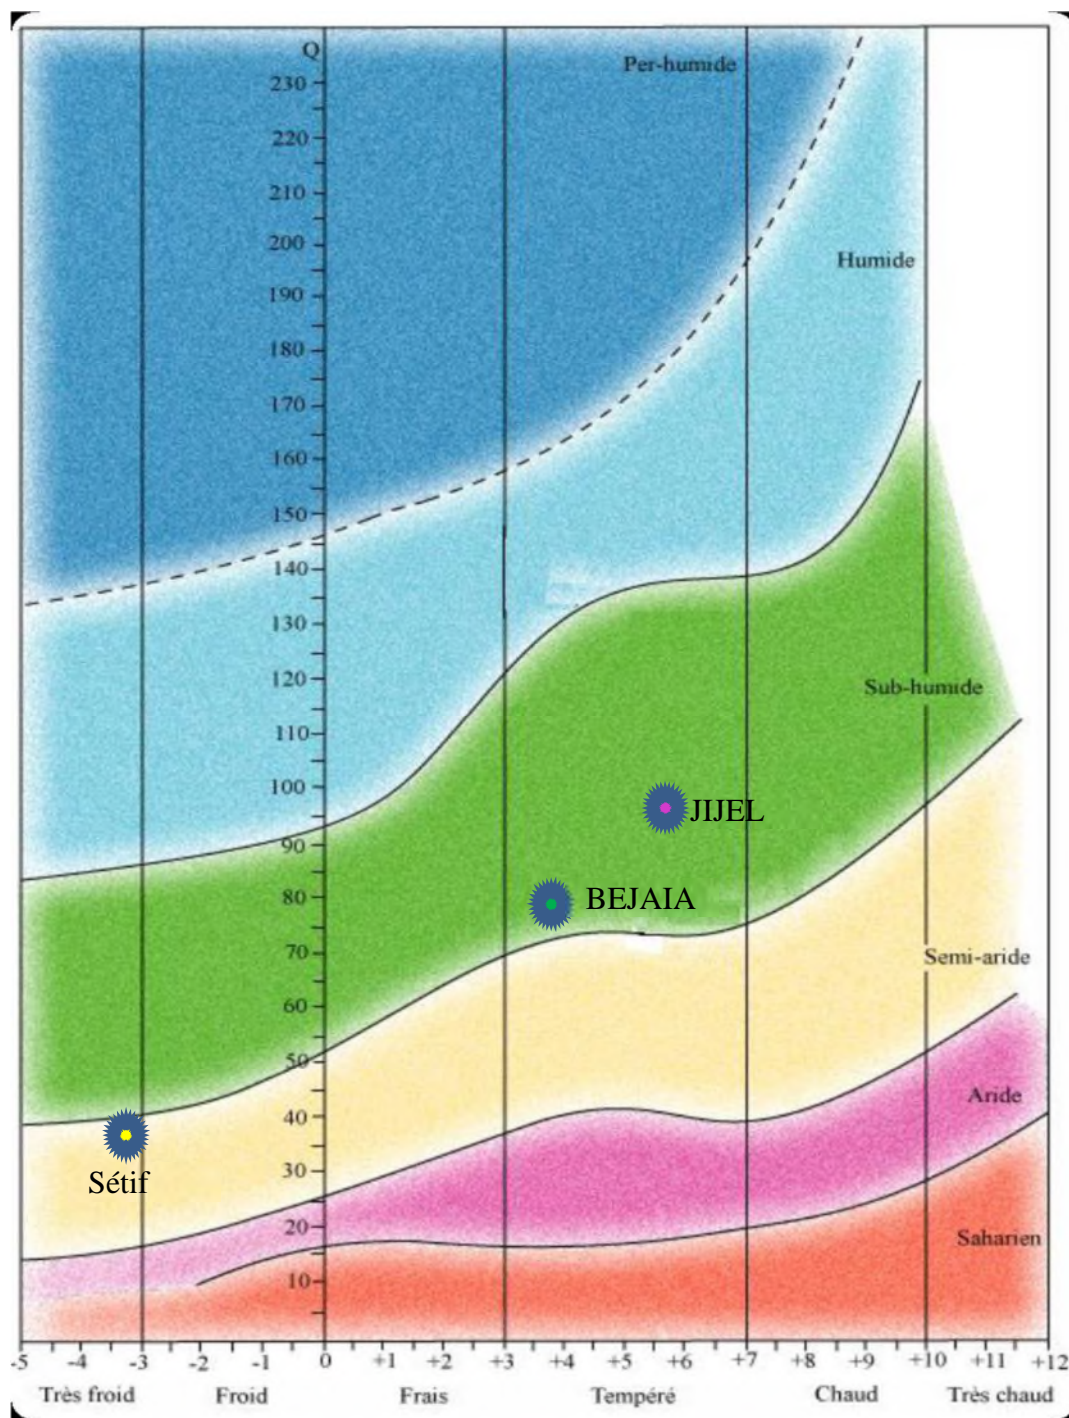 Q
Per-humide
230
220
210
200
Humide
190
180
170
160
150
140
130
120
Sub-humide
110
100
JIJEL
90
80
BEJAIA
70
Semi-aride
60
50
40
Aride
30
Sétif
20
Saharien
10
-5 -4 -3 -2 -1 0 +1 +2 +3 +4 +5 +6 +7 +8 +9 +10 +11 +12
Très froid Froid Frais Tempéré Chaud Très chaud